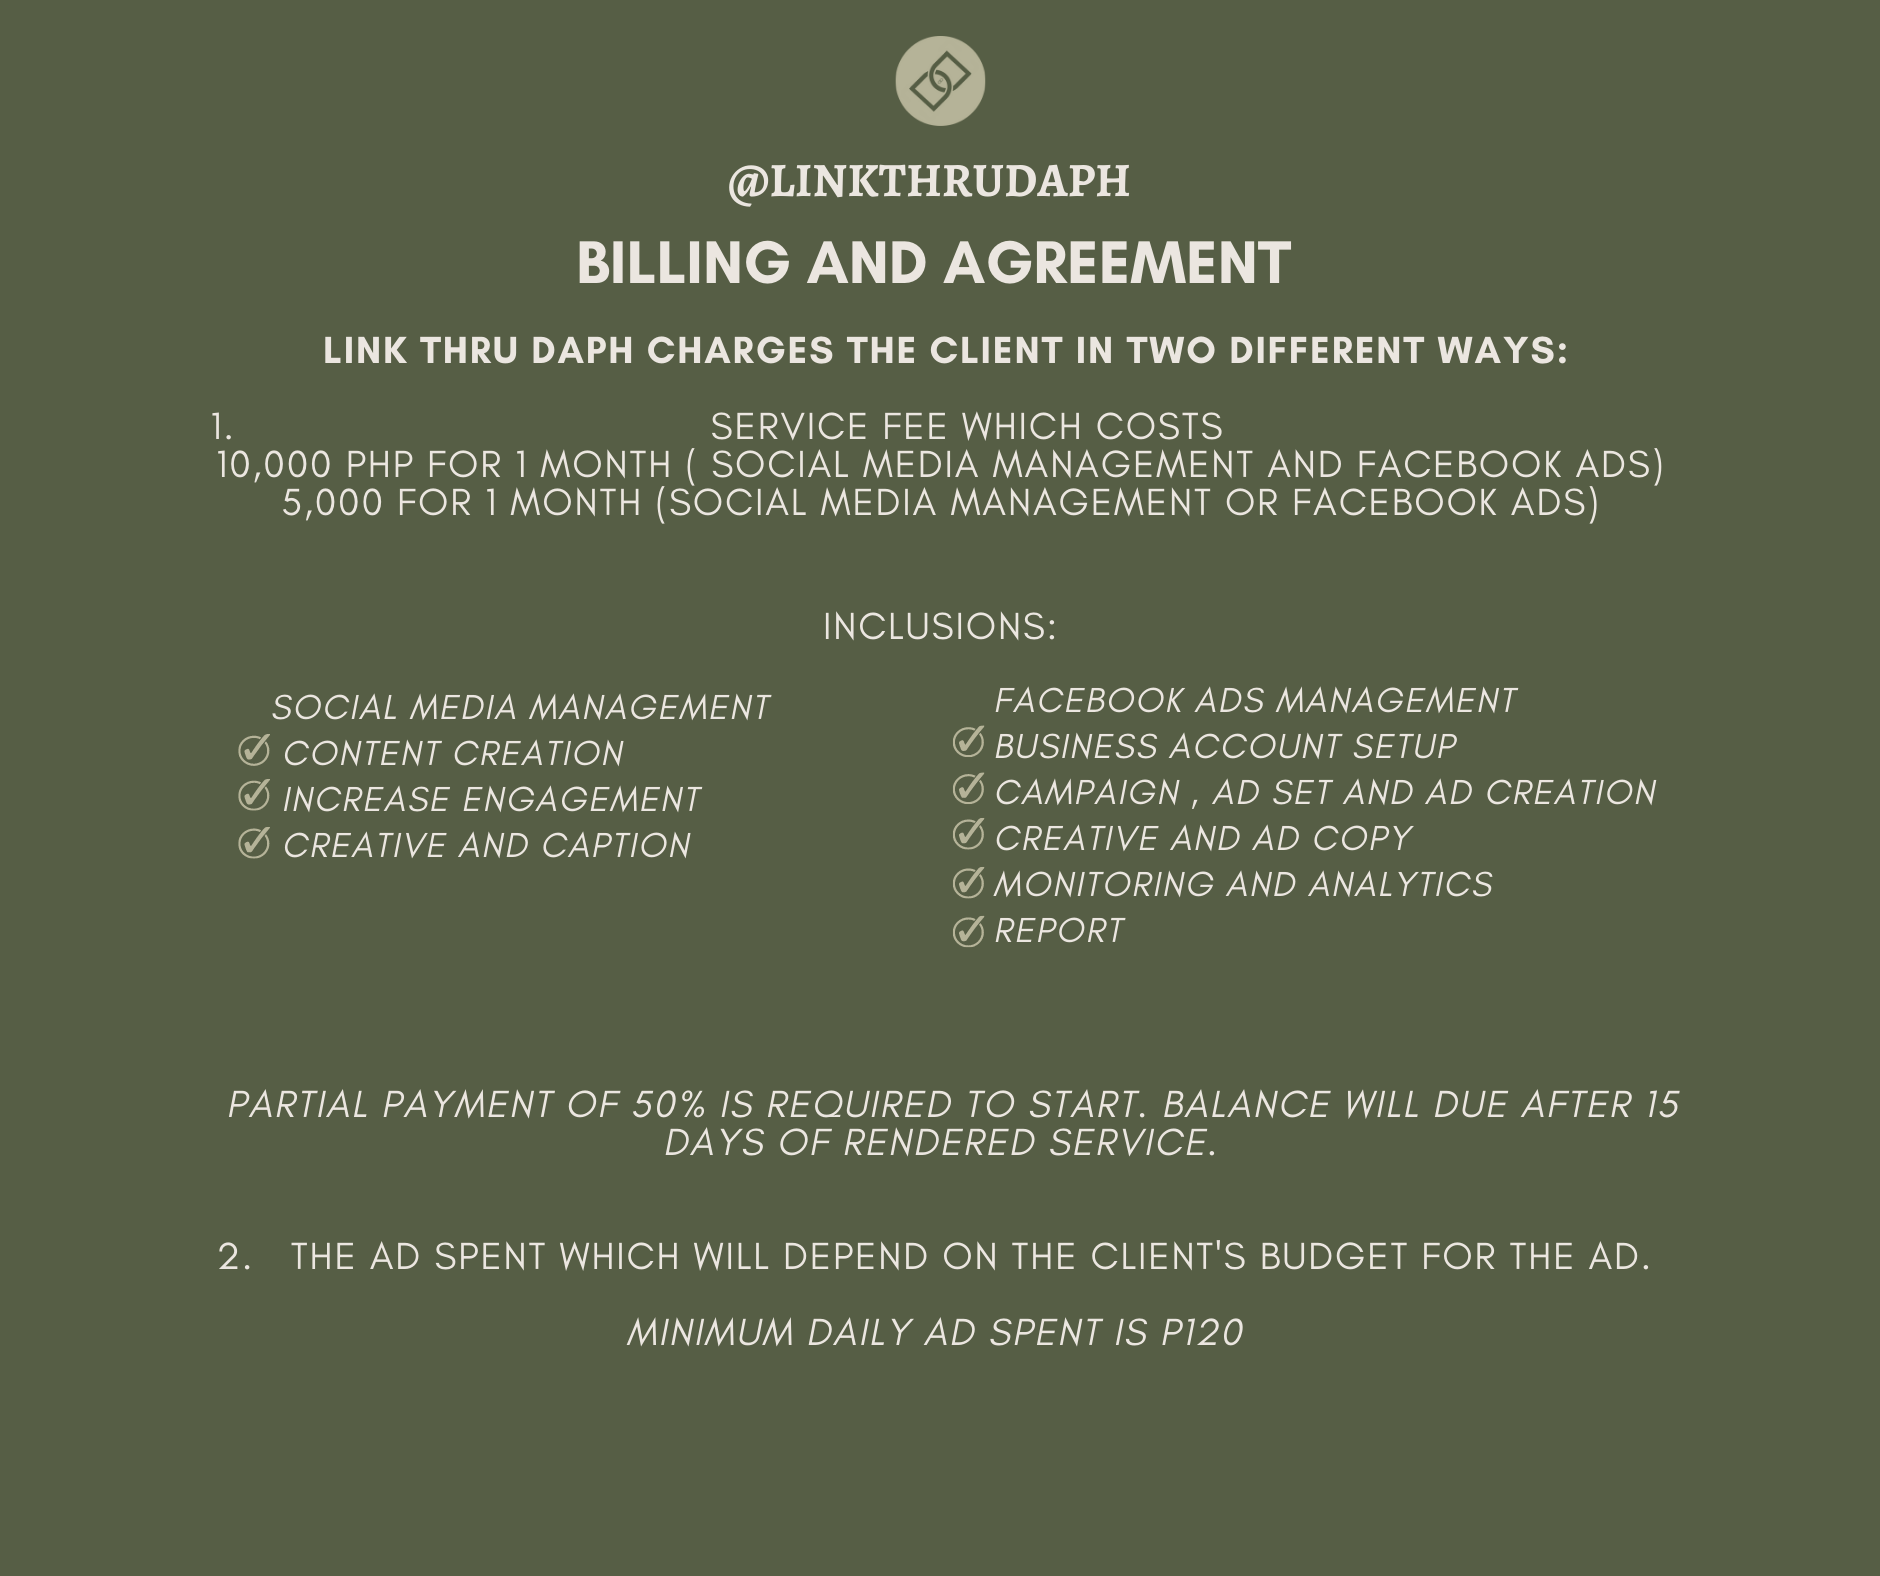 @LINKTHRUDAPH
BILLING AND AGREEMENT
LINK THRU DAPH CHARGES THE CLIENT IN TWO DIFFERENT WAYS:
1. SERVICE FEE WHICH COSTS
10,000 PHP FOR 1 MONTH ( SOCIAL MEDIA MANAGEMENT AND FACEBOOK ADS)
5,000 FOR 1 MONTH (SOCIAL MEDIA MANAGEMENT OR FACEBOOK ADS)
INCLUSIONS:
SOCIAL MEDIA MANAGEMENT
CONTENT CREATION
INCREASE ENGAGEMENT
CREATIVE AND CAPTION
FACEBOOK ADS MANAGEMENT
BUSINESS ACCOUNT SETUP
CAMPAIGN , AD SET AND AD CREATION
CREATIVE AND AD COPY
MONITORING AND ANALYTICS
REPORT
PARTIAL PAYMENT OF 50% IS REQUIRED TO START. BALANCE WILL DUE AFTER 15
DAYS OF RENDERED SERVICE.
2. THE AD SPENT WHICH WILL DEPEND ON THE CLIENT'S BUDGET FOR THE AD.
MINIMUM DAILY AD SPENT IS P120